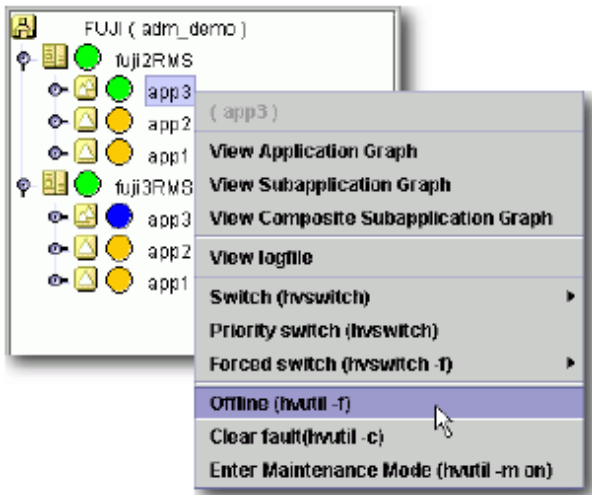 FUJI ( adm_demo )
fuji2RMS
app3
app2
app1
fuji3RMS
app3
app2
app1
( app3 )
View Application Graph
View Subapplication Graph
View Composite Subapplication Graph
View logfile
Switch (hvswitch)
Priority switch (hvswitch)
Forced switch (hvswitch -f)
Offline (hvutil -f)
Clear fault(hvutil -c)
Enter Maintenance Mode (hvutil -m on)